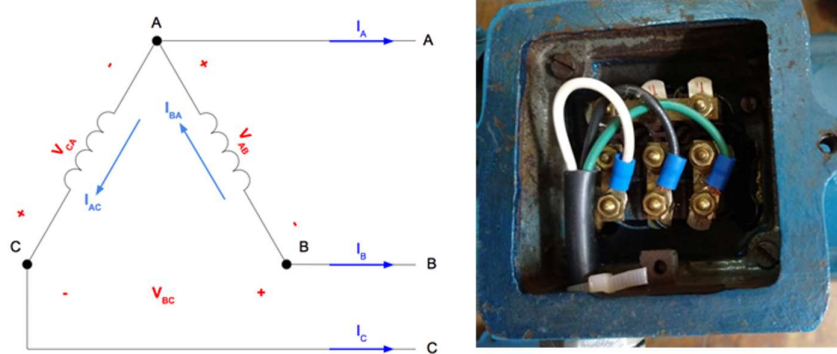 A
I_A
A
-
+
I_BA
V_CA
V_AB
I_AC
+
-
C
B
I_B
B
-
V_BC
+
I_C
C